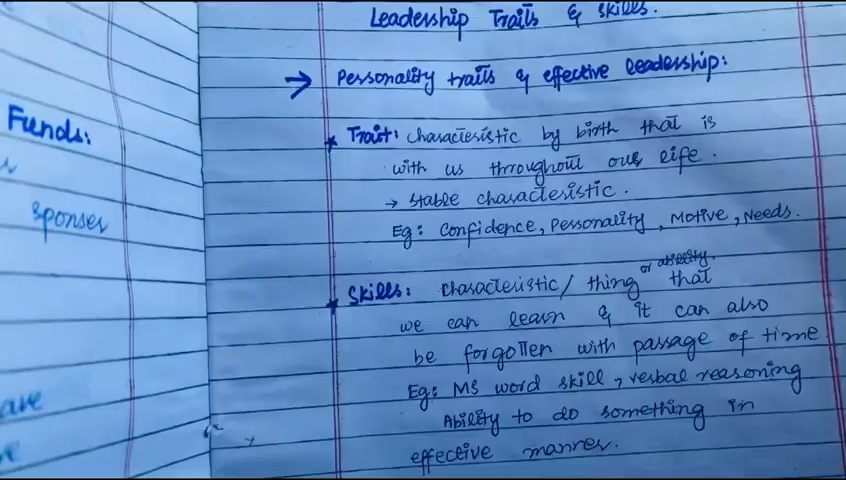 Funds:
sponser
are
Leadership Traits & skills.
→ Personality traits & effective leadership:
* Trait: characteristic by birth that is
with us throughout our life.
→ stable characteristic.
Eg: Confidence, Personality, Motive, Needs.
* Skills: characteristic/ thing or ability that
we can learn & it can also
be forgotten with passage of time
Eg: MS word skill, verbal reasoning
Ability to do something in
effective manner.